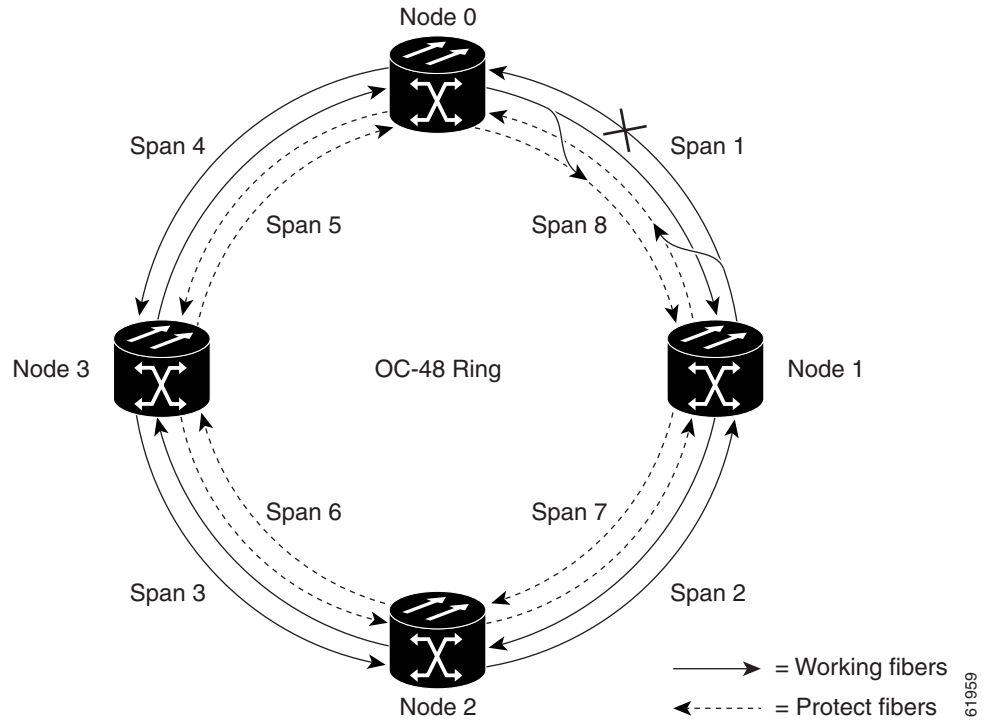 Node 0
Span 4
Span 1
Span 5
Span 8
Node 3
OC-48 Ring
Node 1
Span 6
Span 7
Span 3
Span 2
Node 2
= Working fibers
= Protect fibers
61959